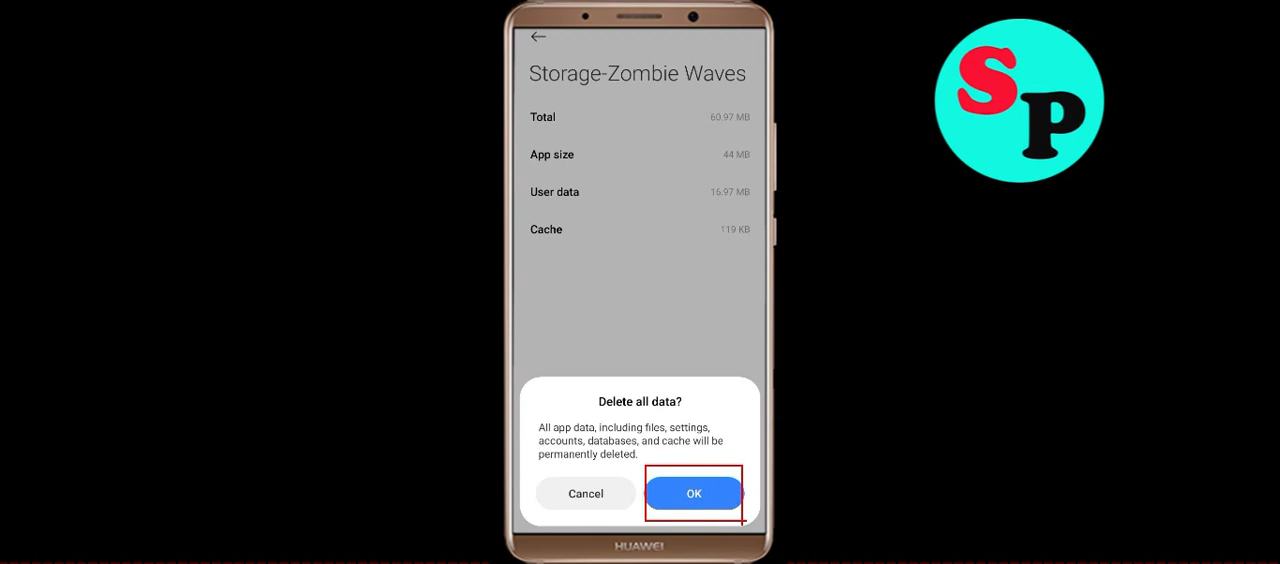 Storage-Zombie Waves
Total 60.97 MB
App size 44 MB
User data 16.97 MB
Cache 119 KB
Delete all data?
All app data, including files, settings,
accounts, databases, and cache will be
permanently deleted.
Cancel OK
HUAWEI
SP